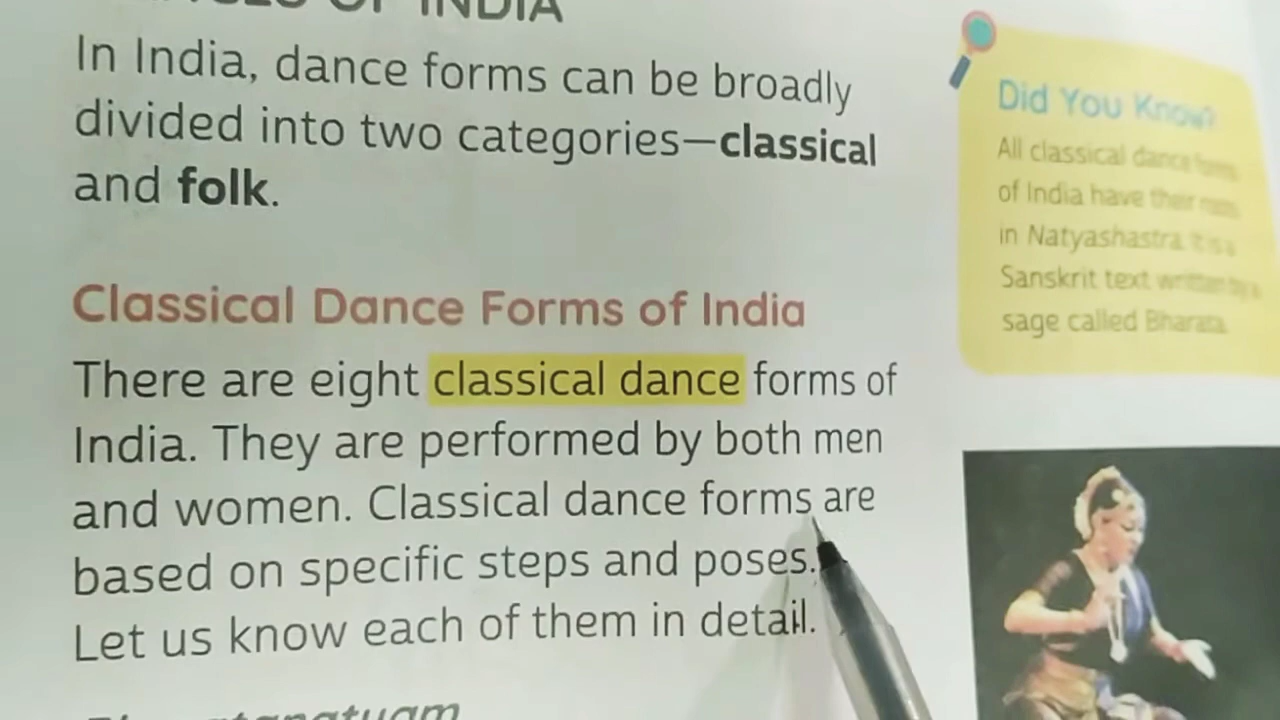 OF INDIA
In India, dance forms can be broadly
divided into two categories—classical
and folk.
Classical Dance Forms of India
There are eight classical dance forms of
India. They are performed by both men
and women. Classical dance forms are
based on specific steps and poses.
Let us know each of them in detail.
Did You Know?
All classical dance forms
of India have their roots
in Natyashastra. It is a
Sanskrit text written by a
sage called Bharata.